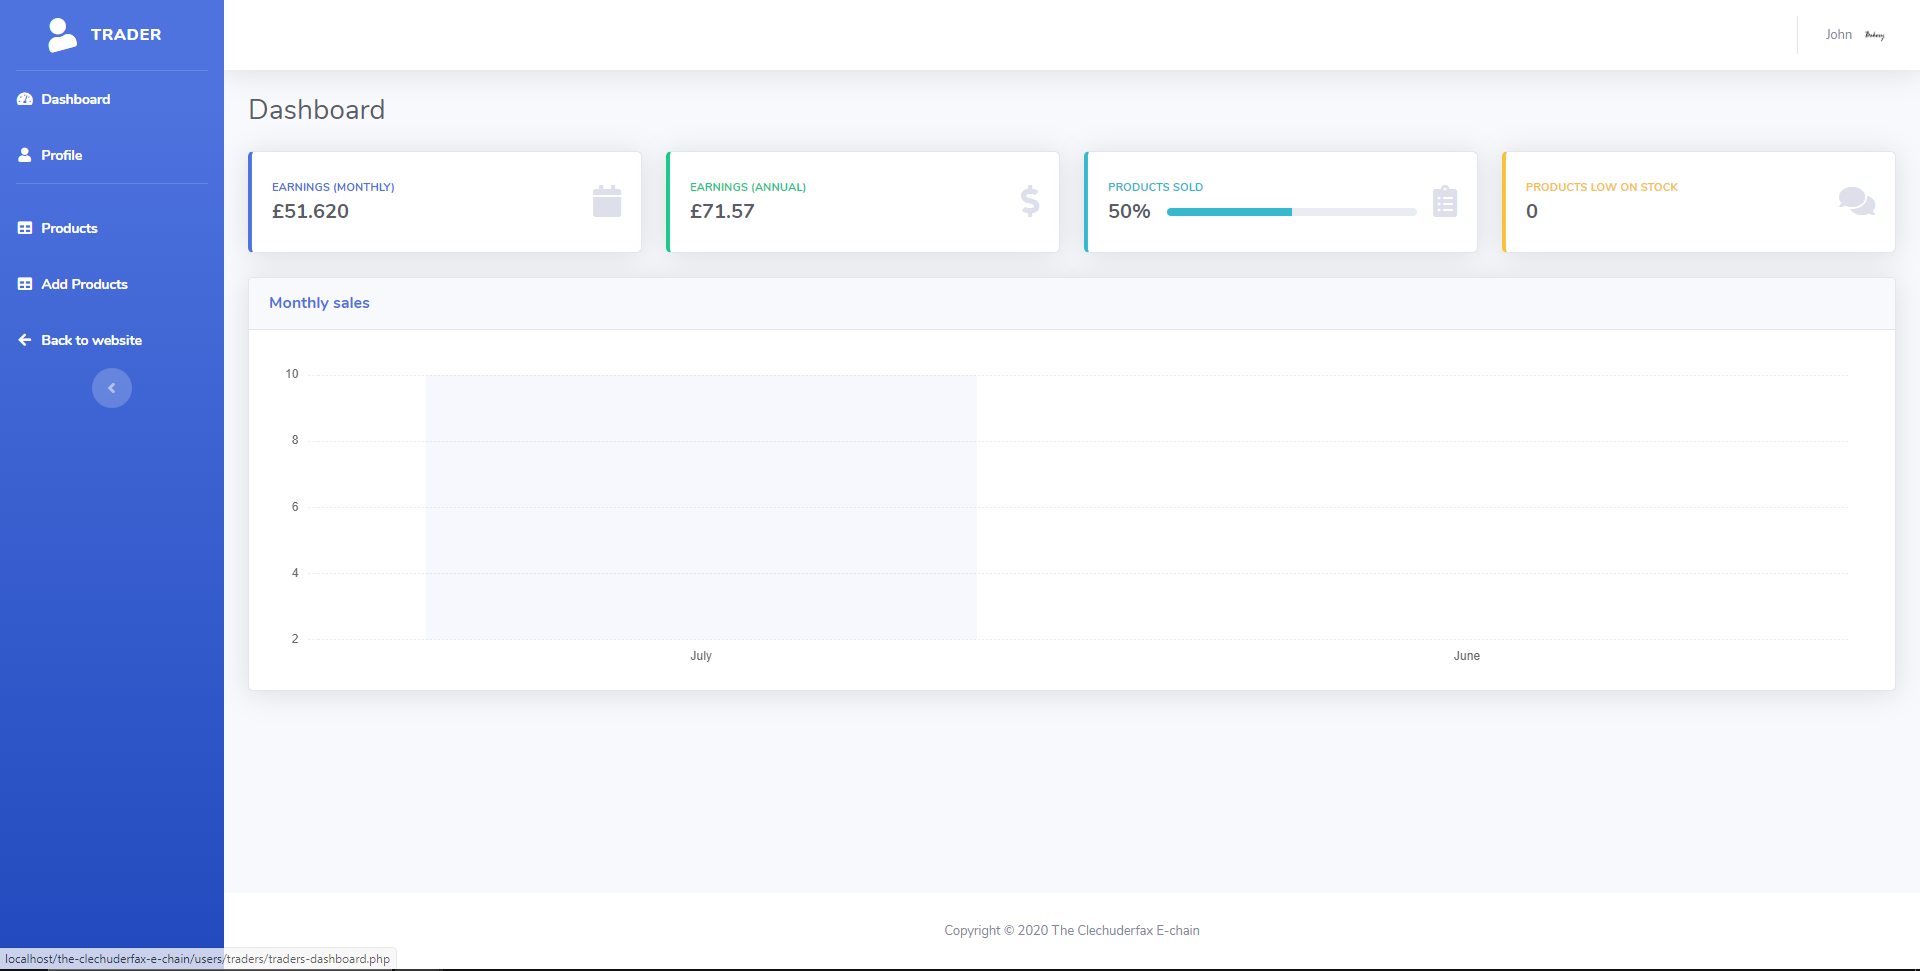 TRADER
John
Bakery
Dashboard
Profile
Products
Add Products
Back to website
Dashboard
EARNINGS (MONTHLY)
£51.620
EARNINGS (ANNUAL)
£71.57
PRODUCTS SOLD
50%
PRODUCTS LOW ON STOCK
0
Monthly sales
10
8
6
4
2
July
June
Copyright © 2020 The Clechuderfax E-chain
localhost/the-clechuderfax-e-chain/users/traders/traders-dashboard.php